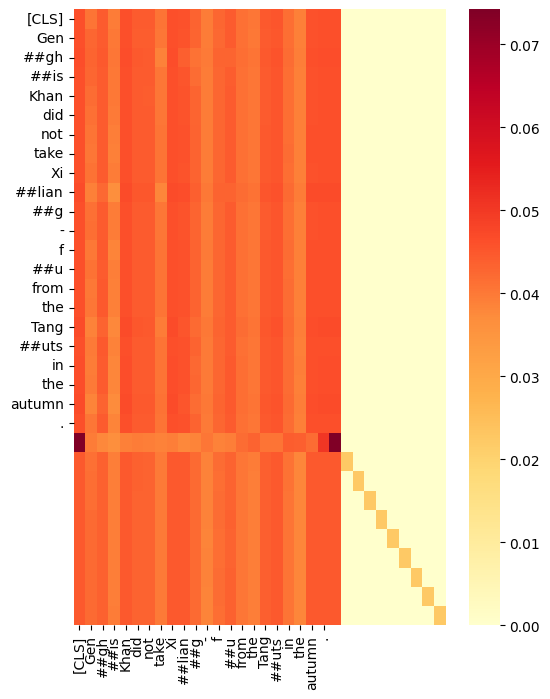 [CLS]
Gen
##gh
##is
Khan
did
not
take
Xi
##lian
##g
-
f
##u
from
the
Tang
##uts
in
the
autumn
.
[CLS]
Gen
##gh
##is
Khan
did
not
take
Xi
##lian
##g
-
f
##u
from
the
Tang
##uts
in
the
autumn
.
0.07
0.06
0.05
0.04
0.03
0.02
0.01
0.00